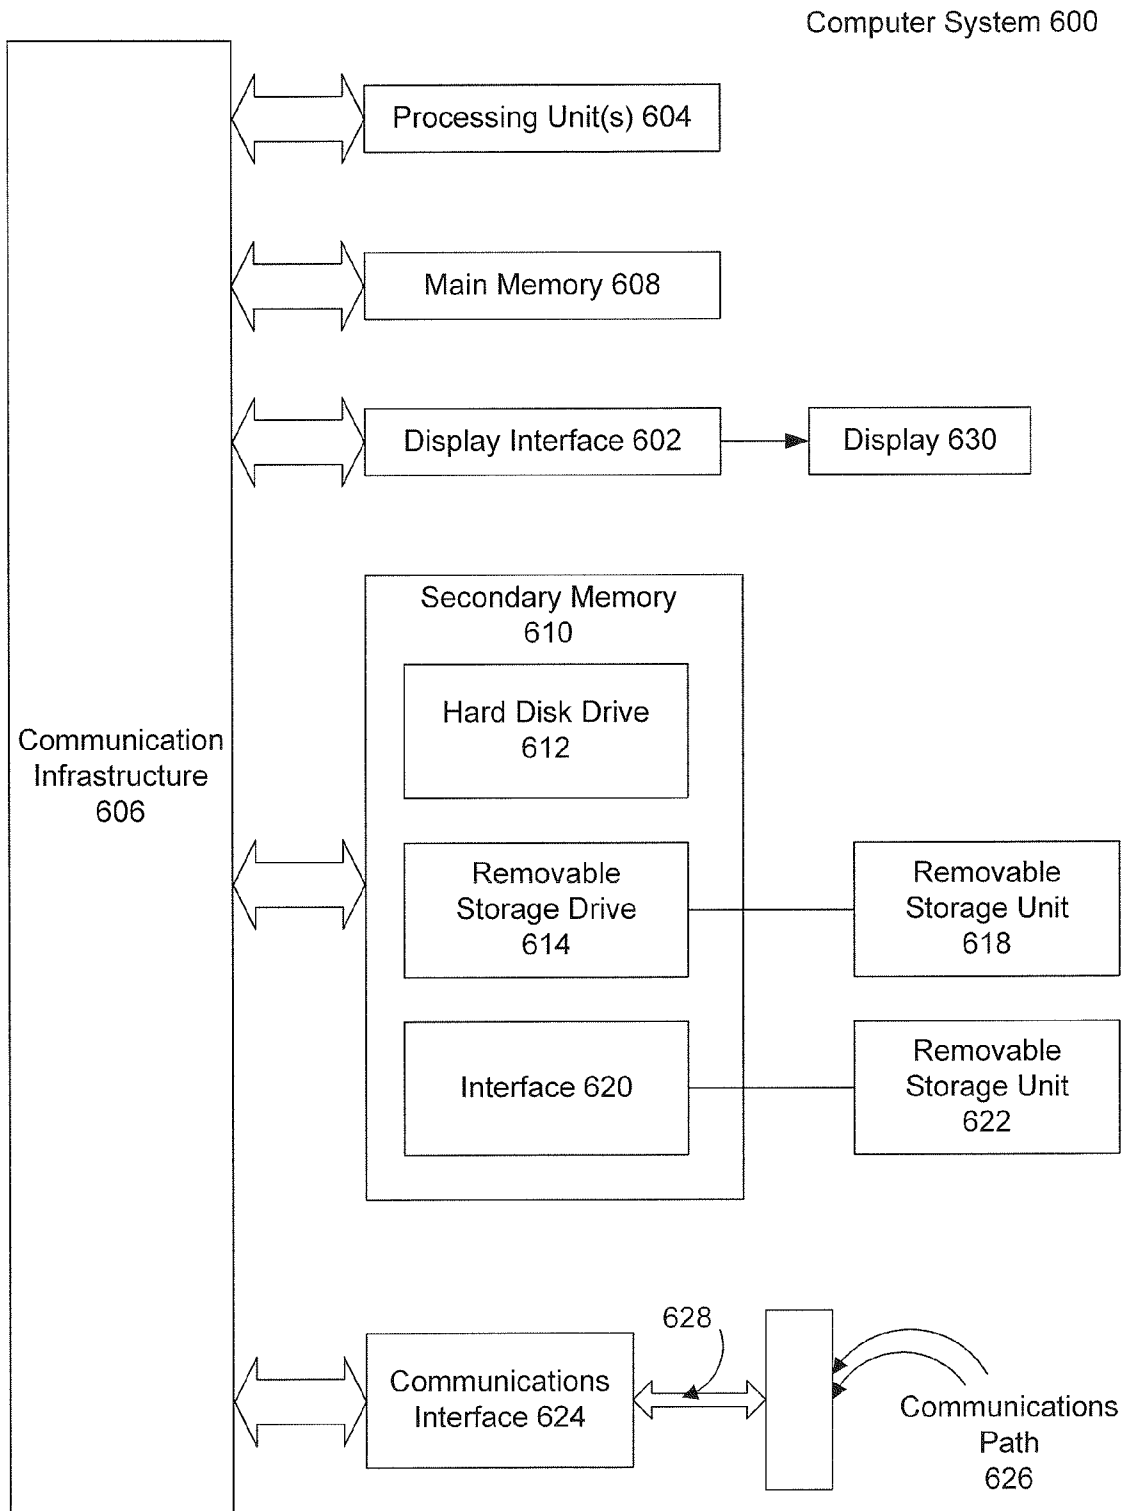 Computer System 600
Processing Unit(s) 604
Main Memory 608
Display Interface 602
Display 630
Secondary Memory
610
Hard Disk Drive
612
Communication
Infrastructure
606
Removable
Storage Drive
614
Removable
Storage Unit
618
Interface 620
Removable
Storage Unit
622
628
Communications
Interface 624
Communications
Path
626